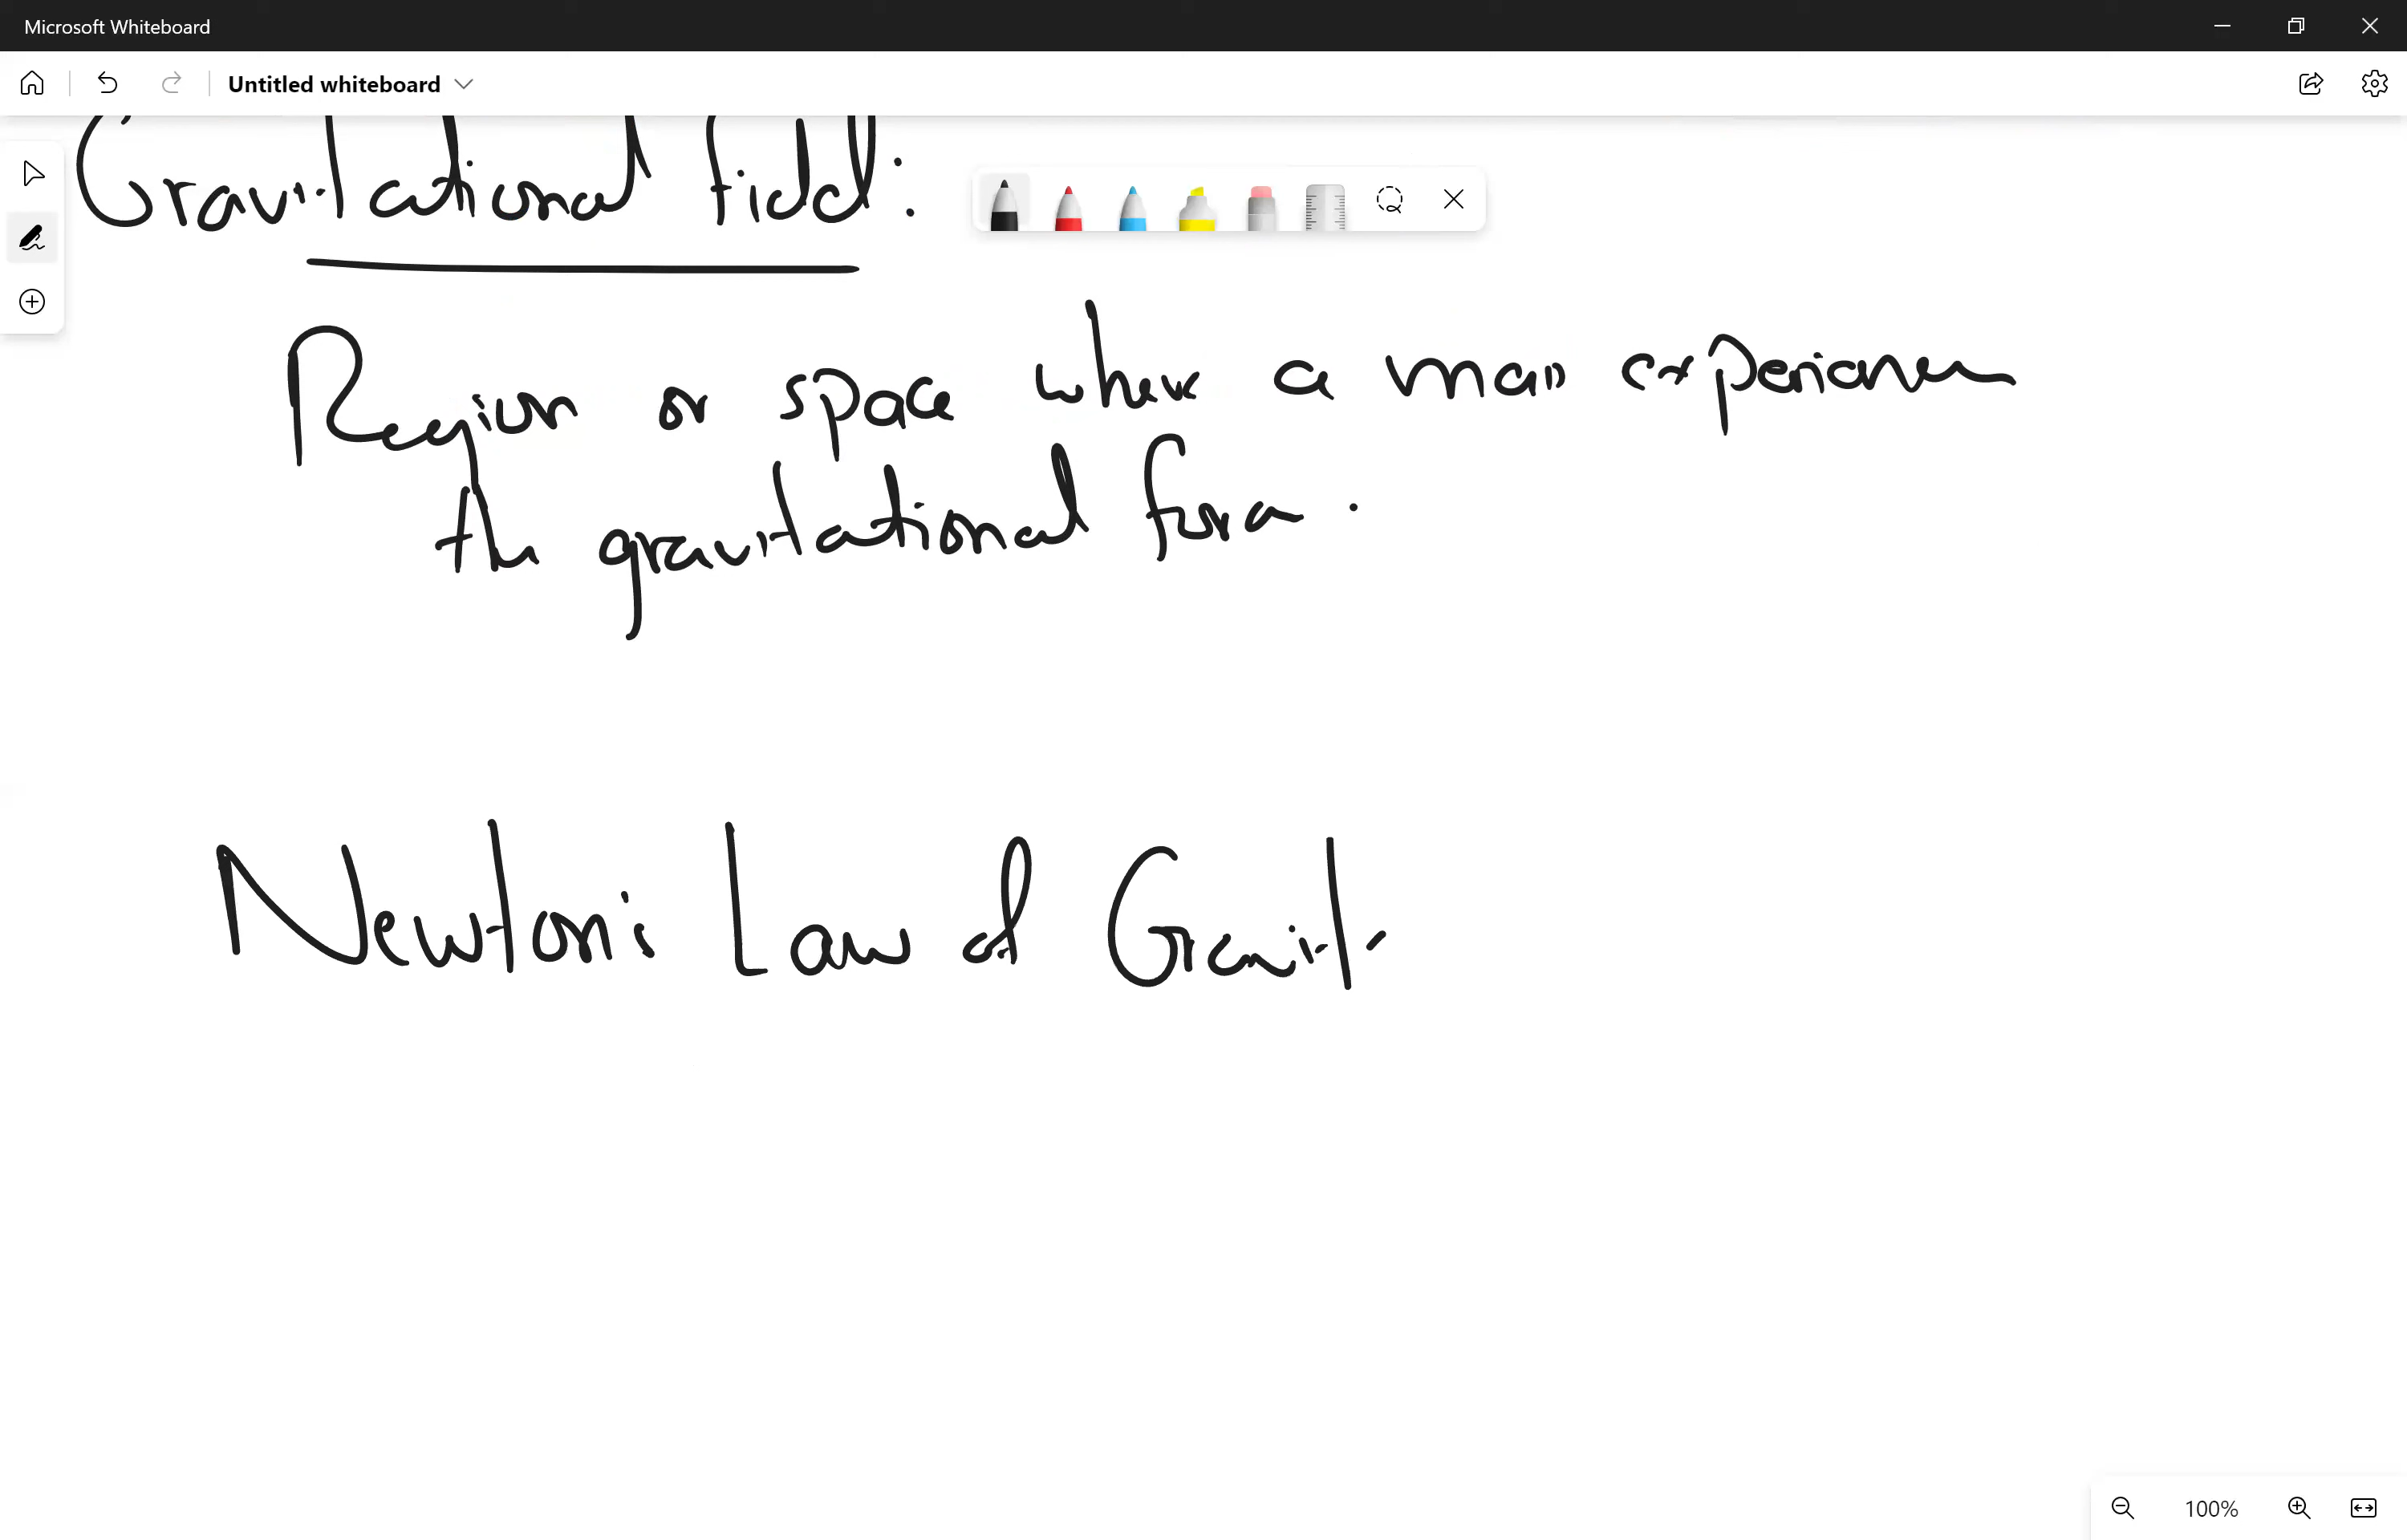 Microsoft Whiteboard
Untitled whiteboard
Gravitational field:
Region or space where a mass experiences
the gravitational force.
Newton's Law of Gravit
100%